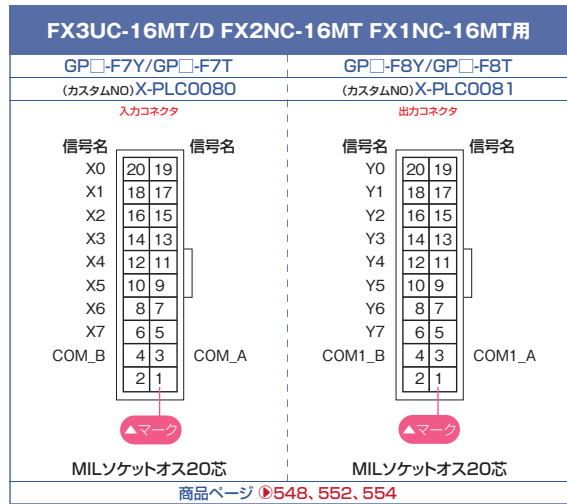 FX3UC-16MT/D FX2NC-16MT FX1NC-16MT用
GP□-F7Y/GP□-F7T
(カスタムNO)X-PLC0080
入力コネクタ
信号名 信号名
X0 20 19
X1 18 17
X2 16 15
X3 14 13
X4 12 11
X5 10 9
X6 8 7
X7 6 5
COM_B 4 3 COM_A
2 1
▲マーク
MILソケットオス20芯
GP□-F8Y/GP□-F8T
(カスタムNO)X-PLC0081
出力コネクタ
信号名 信号名
Y0 20 19
Y1 18 17
Y2 16 15
Y3 14 13
Y4 12 11
Y5 10 9
Y6 8 7
Y7 6 5
COM1_B 4 3 COM1_A
2 1
▲マーク
MILソケットオス20芯
商品ページ 548、552、554